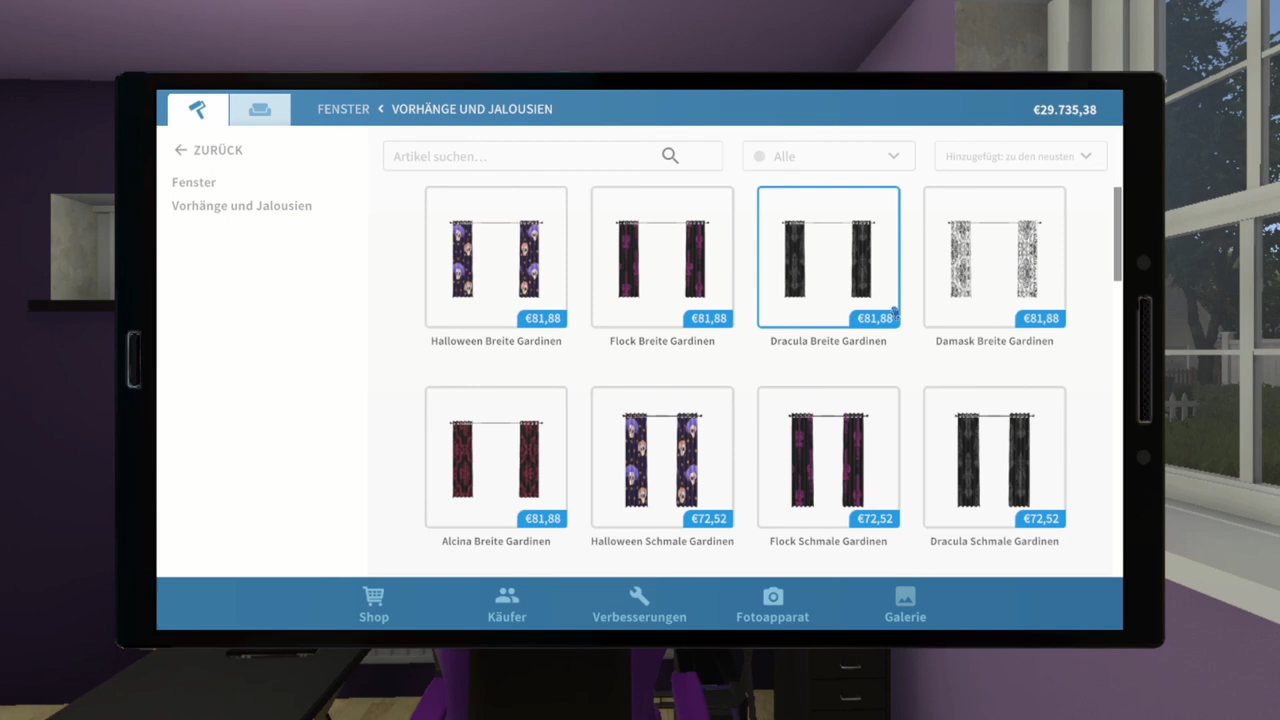 FENSTER < VORHÄNGE UND JALOUSIEN
€29.735,38
← ZURÜCK
Fenster
Vorhänge und Jalousien
Artikel suchen...
Alle
Hinzugefügt: zu den neusten
€81,88
€81,88
€81,88
€81,88
Halloween Breite Gardinen
Flock Breite Gardinen
Dracula Breite Gardinen
Damask Breite Gardinen
€81,88
€72,52
€72,52
€72,52
Alcina Breite Gardinen
Halloween Schmale Gardinen
Flock Schmale Gardinen
Dracula Schmale Gardinen
Shop
Käufer
Verbesserungen
Fotoapparat
Galerie